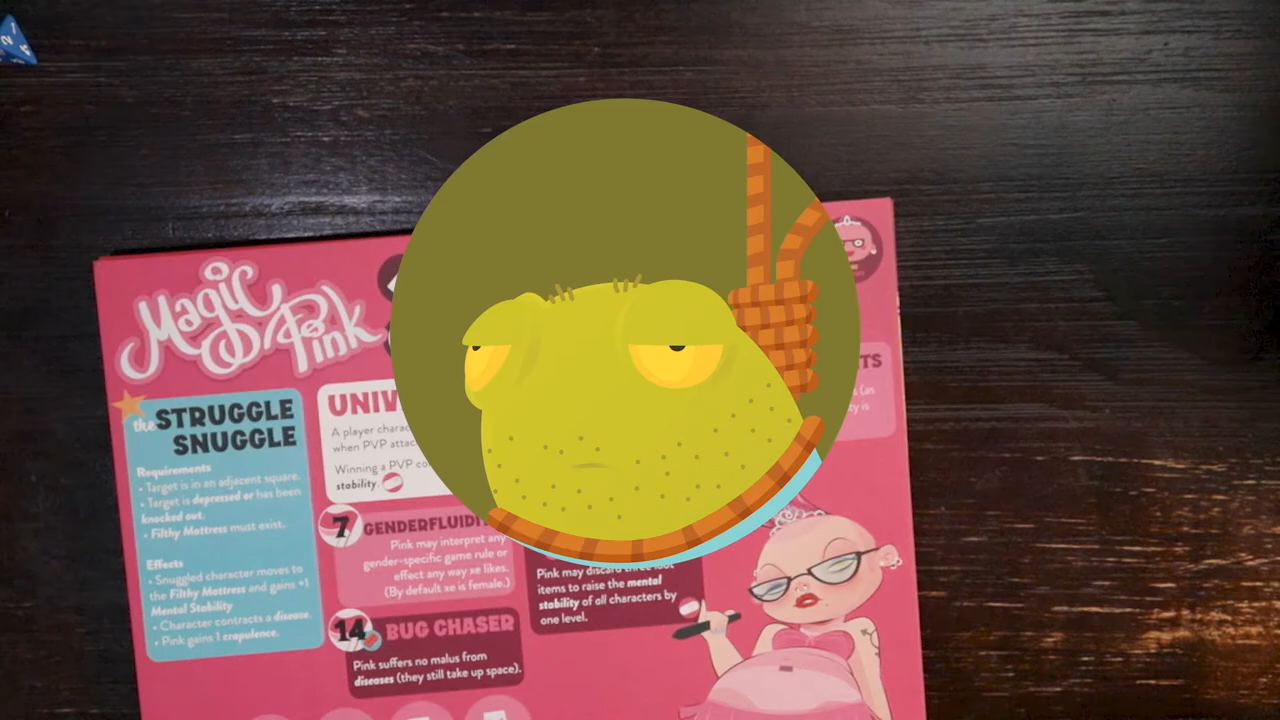 Magic
Pink
the STRUGGLE
SNUGGLE
Requirements
• Target is in an adjacent square.
• Target is depressed or has been
knocked out.
• Filthy Mattress must exist.
Effects
• Snuggled character moves to
the Filthy Mattress and gains +1
Mental Stability
• Character contracts a disease.
• Pink gains 1 crapulence.
UNIV
A player charac
when PVP attac
Winning a PVP co
stability.
7
GENDERFLUIDI
Pink may interpret any
gender-specific game rule or
effect any way xe likes.
(By default xe is female.)
14 BUG CHASER
Pink suffers no malus from
diseases (they still take up space).
Pink may discard three loot
items to raise the mental
stability of all characters by
one level.
TS
s (as
ty is